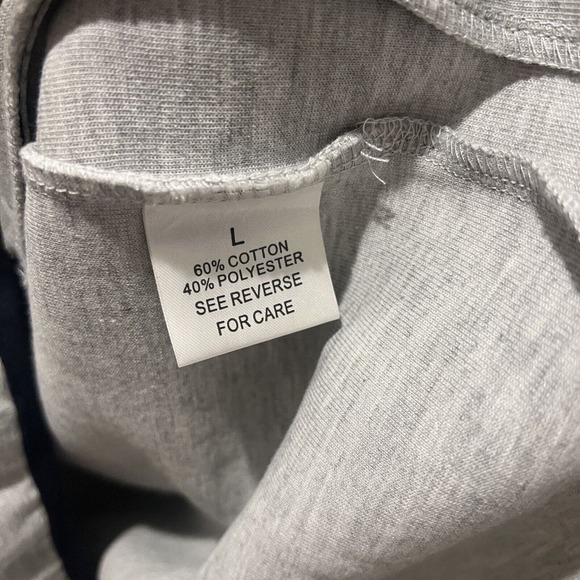 L
60% COTTON
40% POLYESTER
SEE REVERSE
FOR CARE